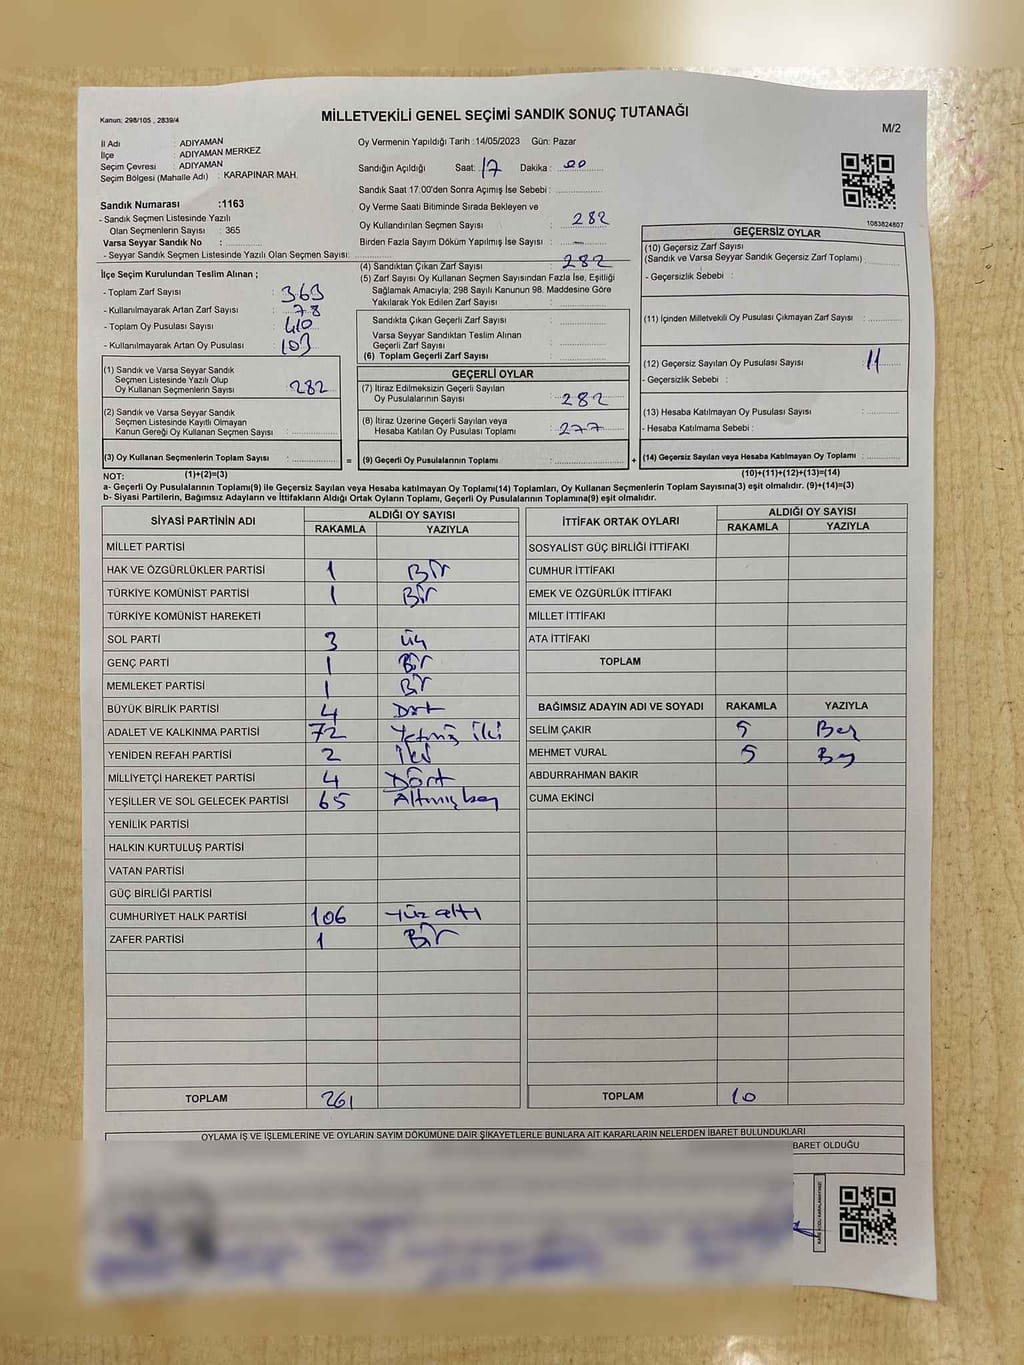 Kanun: 298/105 , 2839/4
MİLLETVEKİLİ GENEL SEÇİMİ SANDIK SONUÇ TUTANAĞI
M/2
İl Adı : ADIYAMAN
İlçe : ADIYAMAN MERKEZ
Seçim Çevresi : ADIYAMAN
Seçim Bölgesi (Mahalle Adı) : KARAPINAR MAH.
Sandık Numarası :1163
- Sandık Seçmen Listesinde Yazılı
Olan Seçmenlerin Sayısı : 365
Varsa Seyyar Sandık No :
- Seyyar Sandık Seçmen Listesinde Yazılı Olan Seçmen Sayısı:
Oy Vermenin Yapıldığı Tarih :14/05/2023 Gün: Pazar
Sandığın Açıldığı Saat: 17 Dakika: 00
Sandık Saat 17:00'den Sonra Açımış İse Sebebi :
Oy Verme Saati Bitiminde Sırada Bekleyen ve
Oy Kullandırılan Seçmen Sayısı : 282
Birden Fazla Sayım Döküm Yapılmış İse Sayısı : -
(4) Sandıktan Çıkan Zarf Sayısı : 282
(5) Zarf Sayısı Oy Kullanan Seçmen Sayısından Fazla İse, Eşitliği
Sağlamak Amacıyla; 298 Sayılı Kanunun 98. Maddesine Göre
Yakılarak Yok Edilen Zarf Sayısı :
İlçe Seçim Kurulundan Teslim Alınan ;
- Toplam Zarf Sayısı : 363
- Kullanılmayarak Artan Zarf Sayısı : 78
- Toplam Oy Pusulası Sayısı : 410
- Kullanılmayarak Artan Oy Pusulası : 103
Sandıkta Çıkan Geçerli Zarf Sayısı :
Varsa Seyyar Sandıktan Teslim Alınan
Geçerli Zarf Sayısı :
(6) Toplam Geçerli Zarf Sayısı :
(1) Sandık ve Varsa Seyyar Sandık
Seçmen Listesinde Yazılı Olup
Oy Kullanan Seçmenlerin Sayısı : 282
(2) Sandık ve Varsa Seyyar Sandık
Seçmen Listesinde Kayıtlı Olmayan
Kanun Gereği Oy Kullanan Seçmen Sayısı :
(3) Oy Kullanan Seçmenlerin Toplam Sayısı :
=
GEÇERLİ OYLAR
(7) İtiraz Edilmeksizin Geçerli Sayılan
Oy Pusulalarının Sayısı : 282
(8) İtiraz Üzerine Geçerli Sayılan veya
Hesaba Katılan Oy Pusulası Toplamı : 277
(9) Geçerli Oy Pusulalarının Toplamı :
+
1083824807
GEÇERSİZ OYLAR
(10) Geçersiz Zarf Sayısı
(Sandık ve Varsa Seyyar Sandık Geçersiz Zarf Toplamı) :
- Geçersizlik Sebebi :
(11) İçinden Milletvekili Oy Pusulası Çıkmayan Zarf Sayısı :
(12) Geçersiz Sayılan Oy Pusulası Sayısı : 11
- Geçersizlik Sebebi :
(13) Hesaba Katılmayan Oy Pusulası Sayısı :
- Hesaba Katılmama Sebebi :
(14) Geçersiz Sayılan veya Hesaba Katılmayan Oy Toplamı :
NOT: (1)+(2)=(3) (10)+(11)+(12)+(13)=(14)
a- Geçerli Oy Pusulalarının Toplamı(9) ile Geçersiz Sayılan veya Hesaba katılmayan Oy Toplamı(14) Toplamları, Oy Kullanan Seçmenlerin Toplam Sayısına(3) eşit olmalıdır. (9)+(14)=(3)
b- Siyasi Partilerin, Bağımsız Adayların ve İttifakların Aldığı Ortak Oyların Toplamı, Geçerli Oy Pusulalarının Toplamına(9) eşit olmalıdır.
SİYASİ PARTİNİN ADI ALDIĞI OY SAYISI
RAKAMLA YAZIYLA
MİLLET PARTİSİ
HAK VE ÖZGÜRLÜKLER PARTİSİ 1 Bir
TÜRKİYE KOMÜNİST PARTİSİ 1 Bir
TÜRKİYE KOMÜNİST HAREKETİ
SOL PARTİ 3 Üç
GENÇ PARTİ 1 Bir
MEMLEKET PARTİSİ 1 Bir
BÜYÜK BİRLİK PARTİSİ 4 Dört
ADALET VE KALKINMA PARTİSİ 72 Yetmiş iki
YENİDEN REFAH PARTİSİ 2 İki
MİLLİYETÇİ HAREKET PARTİSİ 4 Dört
YEŞİLLER VE SOL GELECEK PARTİSİ 65 Altmış beş
YENİLİK PARTİSİ
HALKIN KURTULUŞ PARTİSİ
VATAN PARTİSİ
GÜÇ BİRLİĞİ PARTİSİ
CUMHURİYET HALK PARTİSİ 106 Yüz altı
ZAFER PARTİSİ 1 Bir
TOPLAM 261
İTTİFAK ORTAK OYLARI ALDIĞI OY SAYISI
RAKAMLA YAZIYLA
SOSYALİST GÜÇ BİRLİĞİ İTTİFAKI
CUMHUR İTTİFAKI
EMEK VE ÖZGÜRLÜK İTTİFAKI
MİLLET İTTİFAKI
ATA İTTİFAKI
TOPLAM
BAĞIMSIZ ADAYIN ADI VE SOYADI RAKAMLA YAZIYLA
SELİM ÇAKIR 5 Beş
MEHMET VURAL 5 Beş
ABDURRAHMAN BAKIR
CUMA EKİNCİ
TOPLAM 10
OYLAMA İŞ VE İŞLEMLERİNE VE OYLARIN SAYIM DÖKÜMÜNE DAİR ŞİKAYETLERLE BUNLARA AİT KARARLARIN NELERDEN İBARET BULUNDUKLARI
BARET OLDUĞU